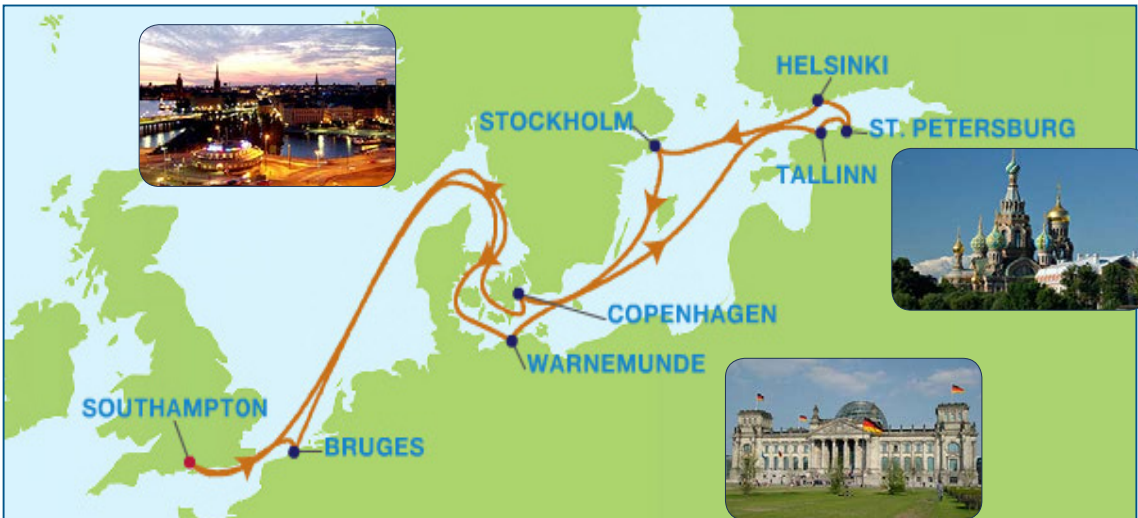 HELSINKI
STOCKHOLM
ST. PETERSBURG
TALLINN
COPENHAGEN
WARNEMUNDE
SOUTHAMPTON
BRUGES